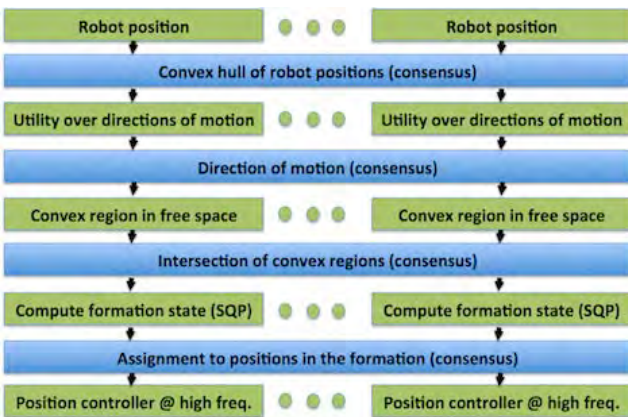 Robot position Robot position
Convex hull of robot positions (consensus)
Utility over directions of motion Utility over directions of motion
Direction of motion (consensus)
Convex region in free space Convex region in free space
Intersection of convex regions (consensus)
Compute formation state (SQP) Compute formation state (SQP)
Assignment to positions in the formation (consensus)
Position controller @ high freq. Position controller @ high freq.